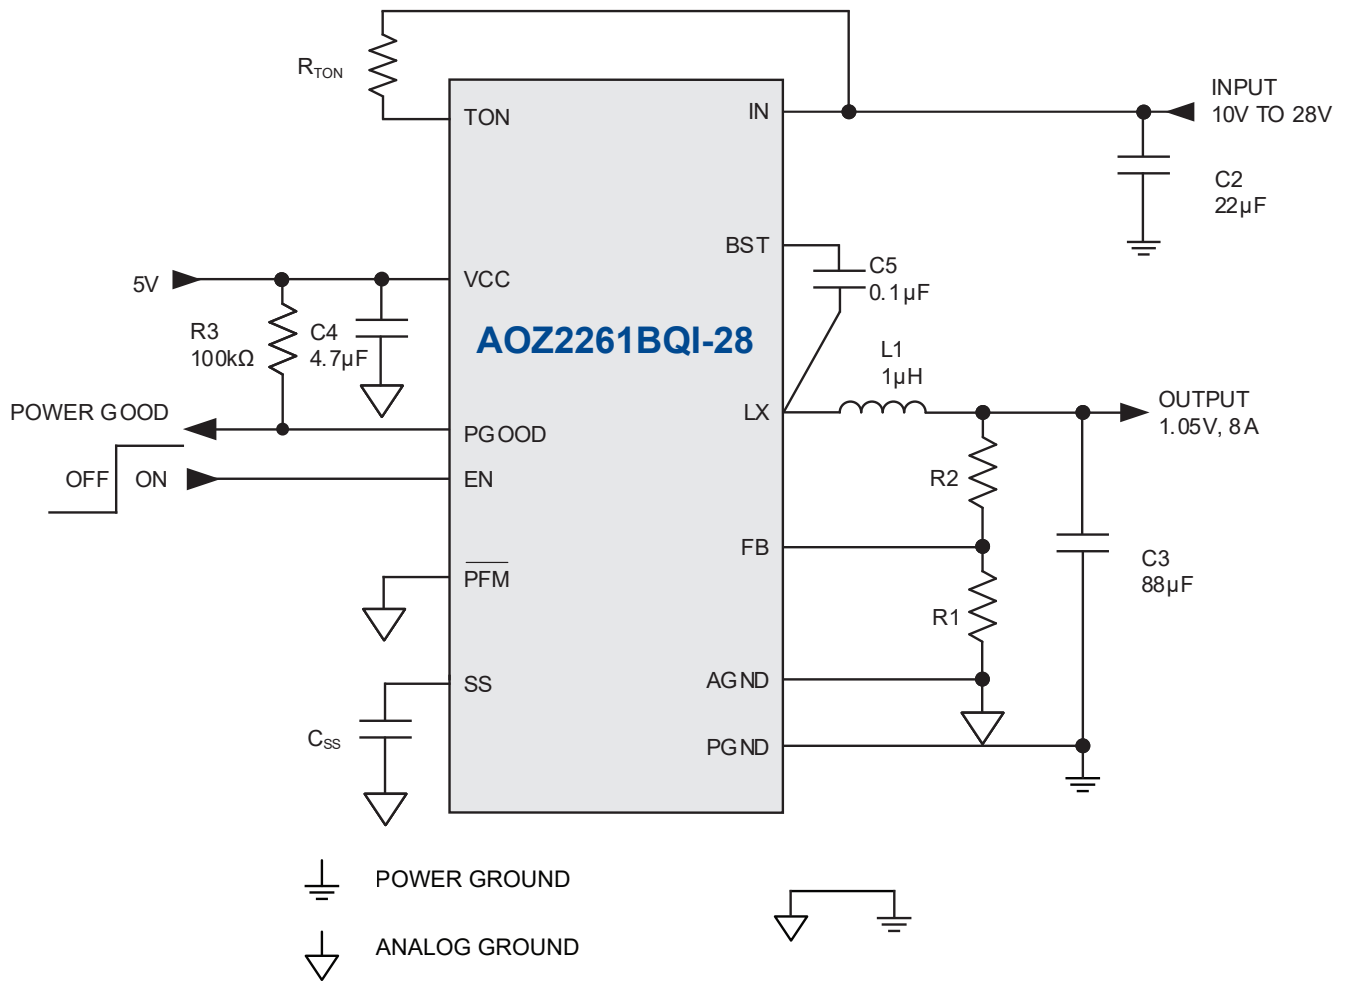 R_TON
TON
IN
INPUT
10V TO 28V
C2
22µF
BST
C5
0.1µF
5V
VCC
R3
100kΩ
C4
4.7µF
AOZ2261BQI-28
L1
1µH
POWER GOOD
PGOOD
LX
OUTPUT
1.05V, 8A
OFF
ON
EN
R2
FB
PFM
C3
88µF
R1
SS
AGND
C_SS
PGND
POWER GROUND
ANALOG GROUND